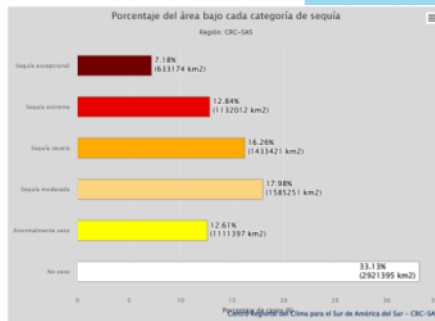 Porcentaje del área bajo cada categoría de sequía
Región: CRC-SAS
Sequía excepcional
7.18%
(633174 km2)
Sequía extrema
12.84%
(1132012 km2)
Sequía severa
16.26%
(1433421 km2)
Sequía moderada
17.98%
(1585251 km2)
Anormalmente seco
12.61%
(1111397 km2)
No seco
33.13%
(2921395 km2)
0 5 10 15 20 25 30
Porcentaje de casos (%)
Centro Regional del Clima para el Sur de América del Sur - CRC-SAS